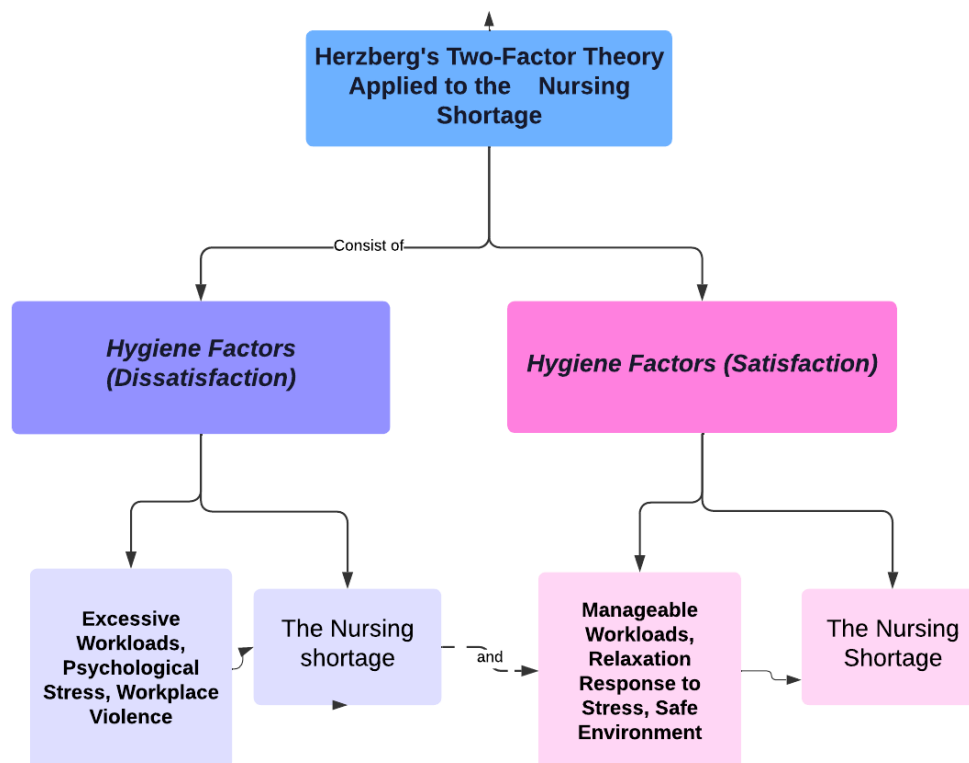 Herzberg's Two-Factor Theory
Applied to the    Nursing
Shortage
Consist of
Hygiene Factors
(Dissatisfaction)
Hygiene Factors (Satisfaction)
Excessive
Workloads,
Psychological
Stress, Workplace
Violence
The Nursing
shortage
and
Manageable
Workloads,
Relaxation
Response to
Stress, Safe
Environment
The Nursing
Shortage